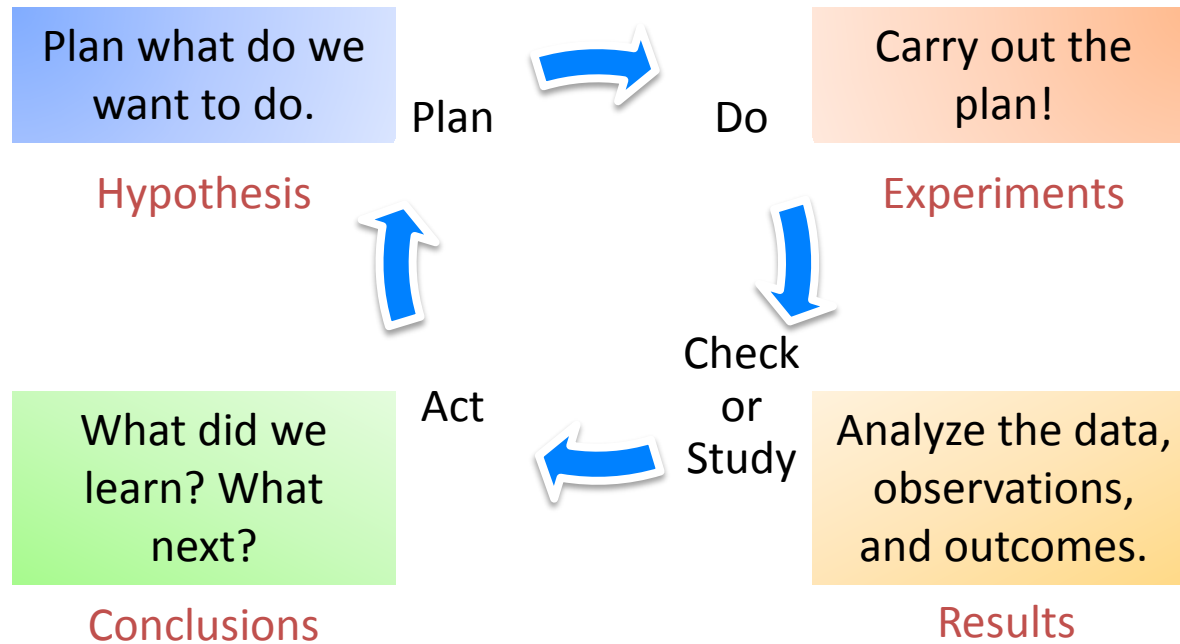 Plan what do we
want to do.
Hypothesis
Plan
Do
Carry out the
plan!
Experiments
Check
or
Study
Analyze the data,
observations,
and outcomes.
Results
Act
What did we
learn? What
next?
Conclusions